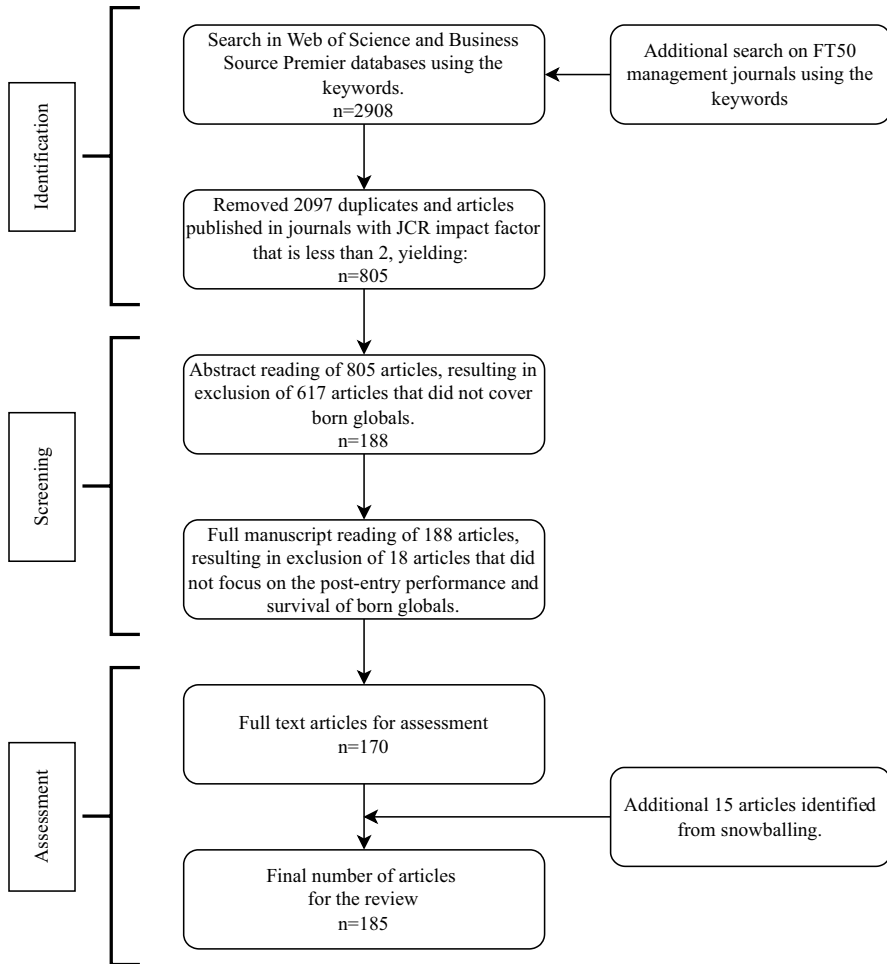 Identification
Search in Web of Science and Business
Source Premier databases using the
keywords.
n=2908
Additional search on FT50
management journals using the
keywords
Removed 2097 duplicates and articles
published in journals with JCR impact factor
that is less than 2, yielding:
n=805
Screening
Abstract reading of 805 articles, resulting in
exclusion of 617 articles that did not cover
born globals.
n=188
Full manuscript reading of 188 articles,
resulting in exclusion of 18 articles that did
not focus on the post-entry performance and
survival of born globals.
Assessment
Full text articles for assessment
n=170
Additional 15 articles identified
from snowballing.
Final number of articles
for the review
n=185